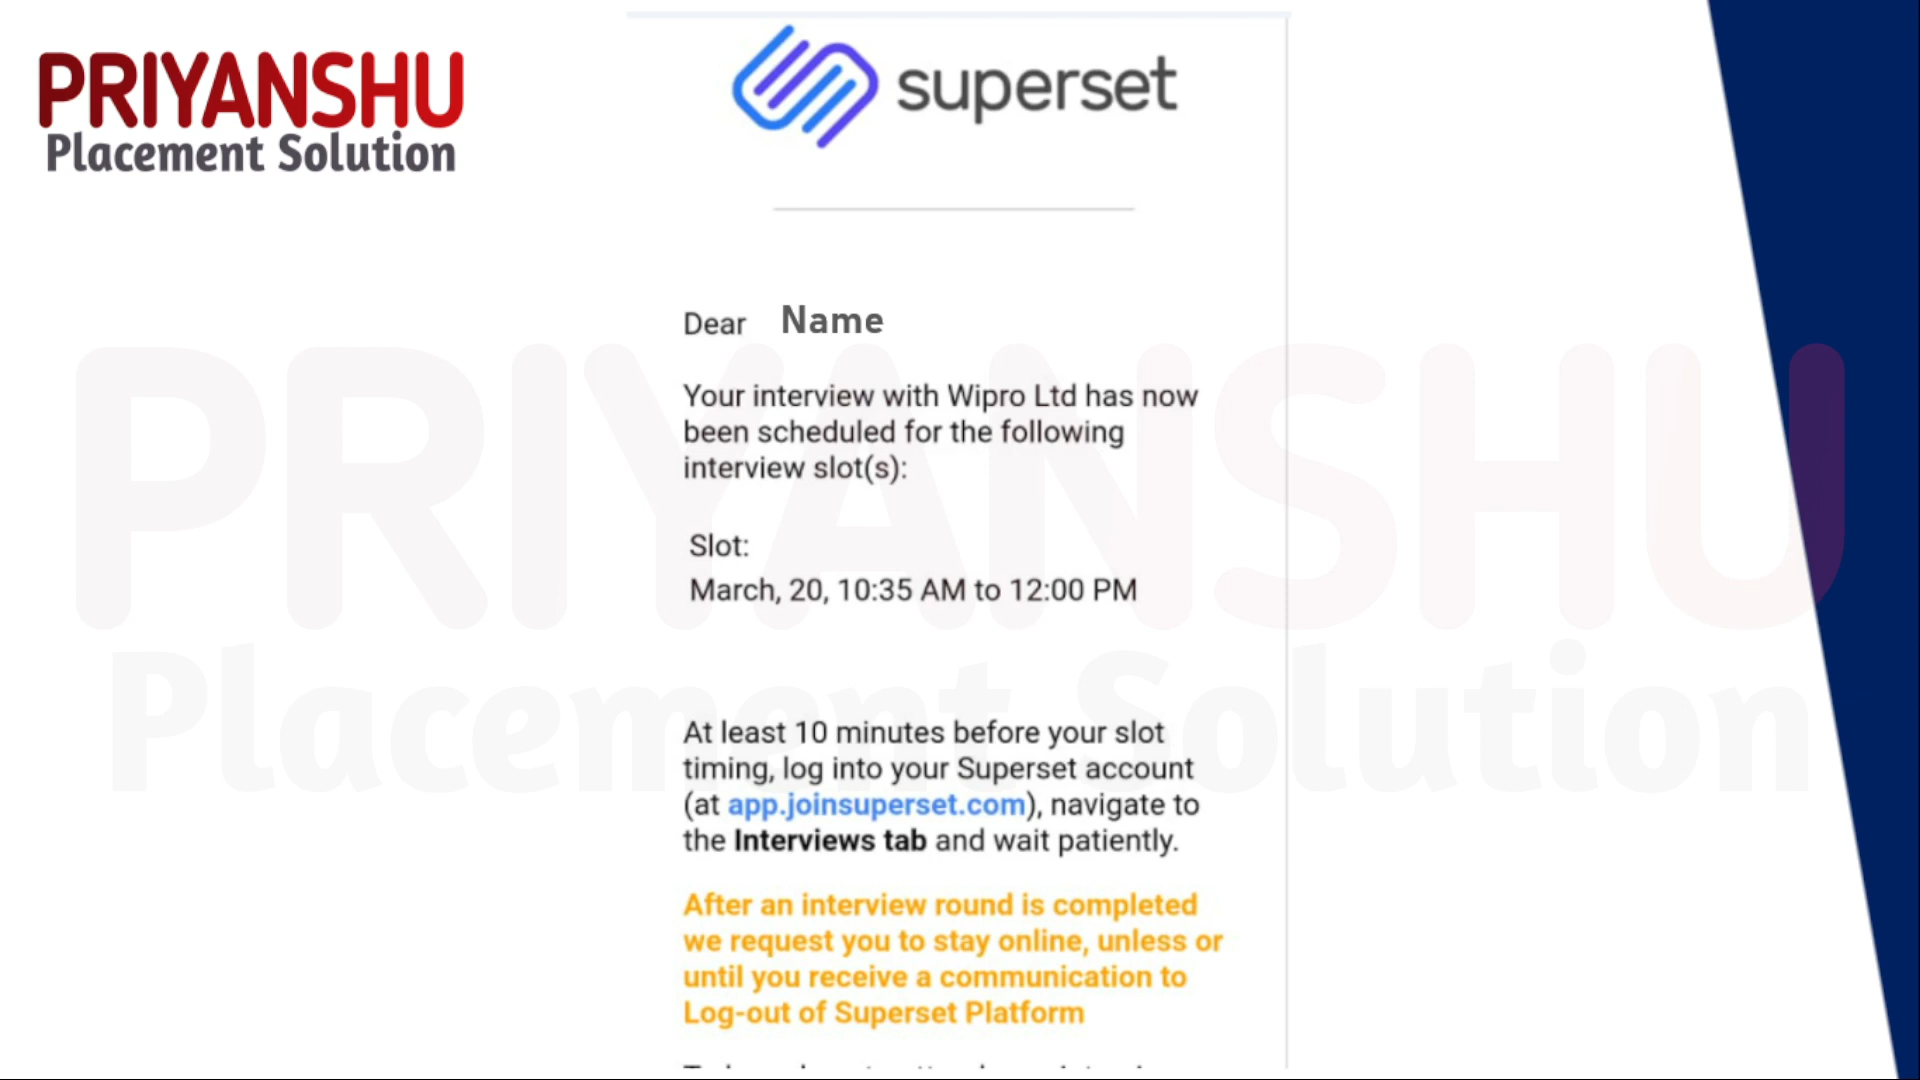 PRIYANSHU
Placement Solution
superset
Dear Name
Your interview with Wipro Ltd has now
been scheduled for the following
interview slot(s):
Slot:
March, 20, 10:35 AM to 12:00 PM
At least 10 minutes before your slot
timing, log into your Superset account
(at app.joinsuperset.com), navigate to
the Interviews tab and wait patiently.
After an interview round is completed
we request you to stay online, unless or
until you receive a communication to
Log-out of Superset Platform
PRIYANSHU
Placement Solution